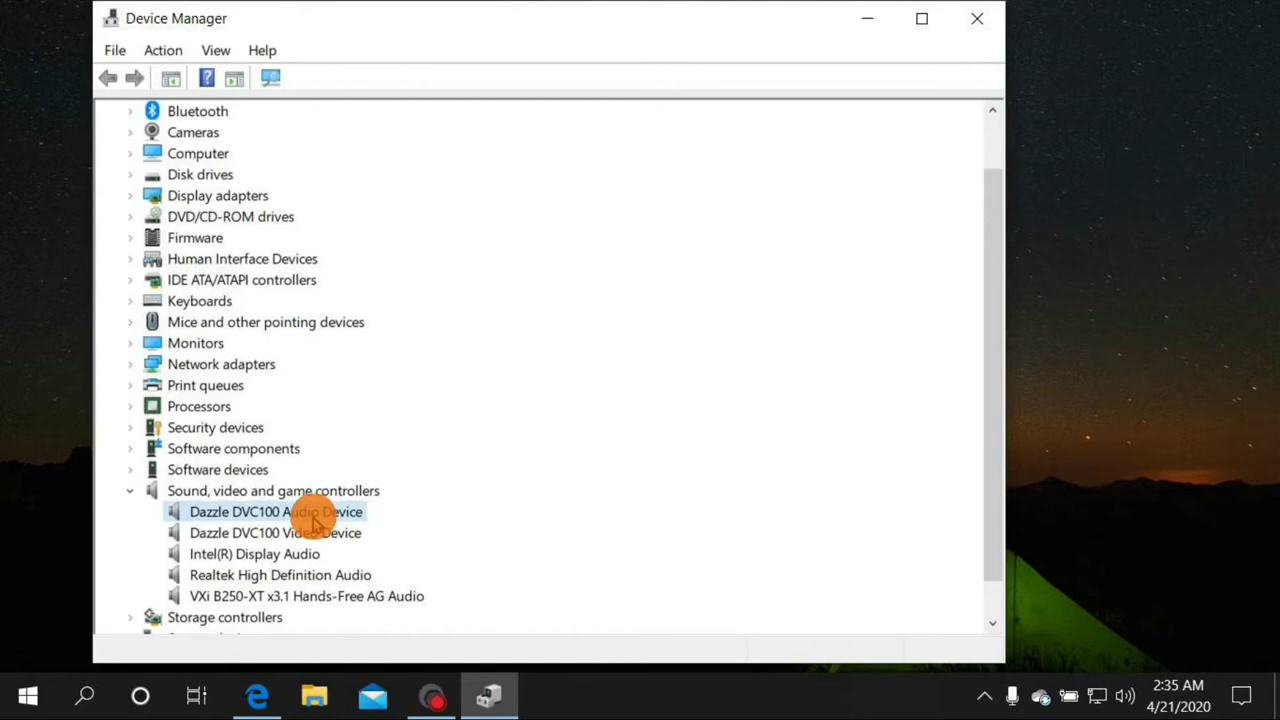 Device Manager
File Action View Help
Bluetooth
Cameras
Computer
Disk drives
Display adapters
DVD/CD-ROM drives
Firmware
Human Interface Devices
IDE ATA/ATAPI controllers
Keyboards
Mice and other pointing devices
Monitors
Network adapters
Print queues
Processors
Security devices
Software components
Software devices
Sound, video and game controllers
Dazzle DVC100 Audio Device
Dazzle DVC100 Video Device
Intel(R) Display Audio
Realtek High Definition Audio
VXi B250-XT x3.1 Hands-Free AG Audio
Storage controllers
2:35 AM
4/21/2020